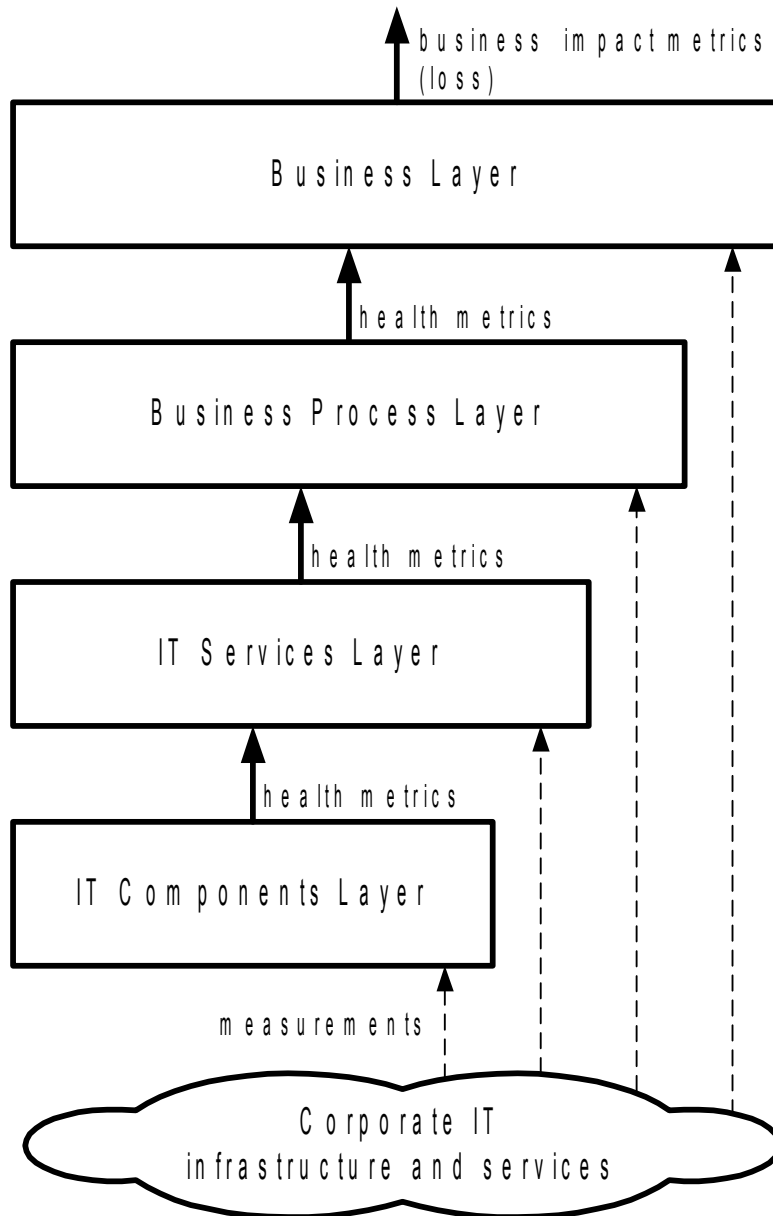 business impact metrics
(loss)
Business Layer
health metrics
Business Process Layer
health metrics
IT Services Layer
health metrics
IT Components Layer
measurements
Corporate IT
infrastructure and services